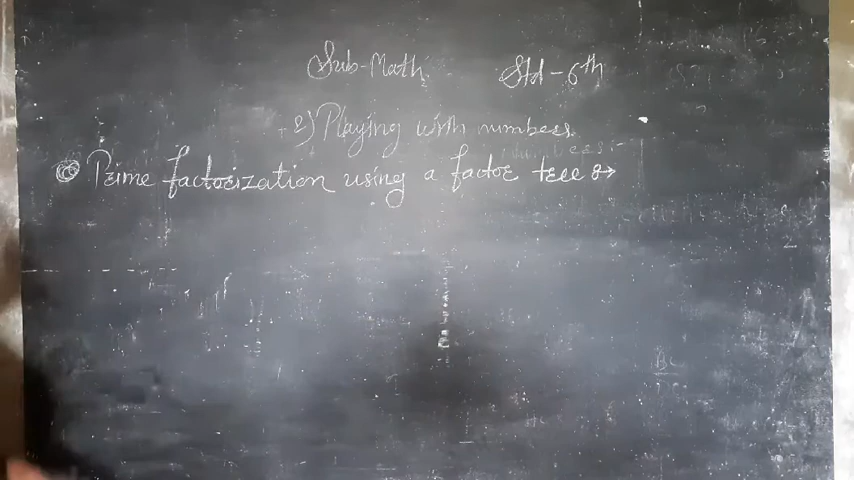 Sub-Math Std-6th
2) Playing with numbers
Prime factorization using a factor tree :→